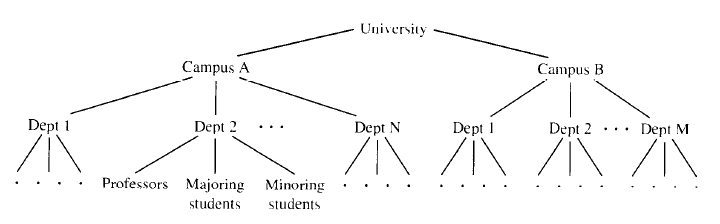 University
Campus A
Campus B
Dept 1
Dept 2
· · ·
Dept N
Dept 1
Dept 2
· · ·
Dept M
· · · ·
Professors
Majoring
students
Minoring
students
· · · ·
· · · ·
· · · ·
· · · ·